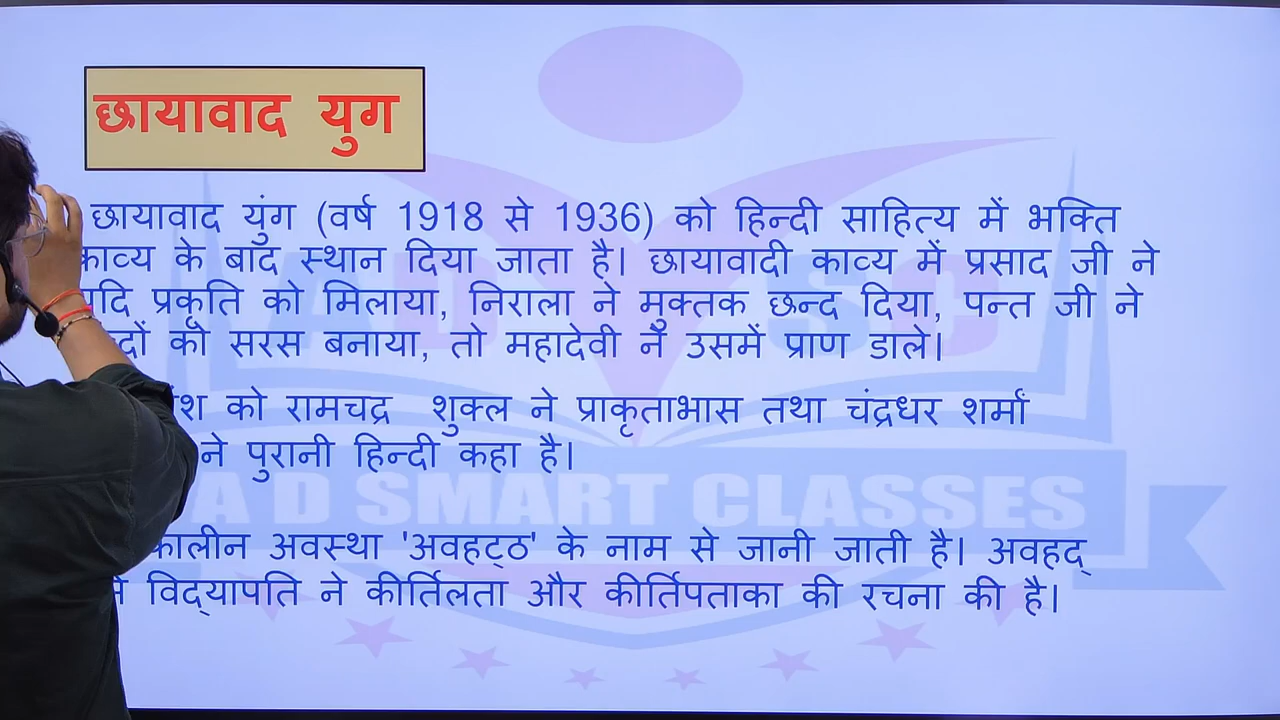 छायावाद युग
छायावाद युंग (वर्ष 1918 से 1936) को हिन्दी साहित्य में भक्ति
काव्य के बाद स्थान दिया जाता है। छायावादी काव्य में प्रसाद जी ने
यदि प्रकृति को मिलाया, निराला ने मुक्तक छन्द दिया, पन्त जी ने
को सरस बनाया, तो महादेवी ने उसमें प्राण डाले।
को रामचद्र शुक्ल ने प्राकृताभास तथा चंद्रधर शर्मां
ने पुरानी हिन्दी कहा है।
A D SMART CLASSES
अवस्था 'अवहट्ठ' के नाम से जानी जाती है। अवहद्
विद्यापति ने कीर्तिलता और कीर्तिपताका की रचना की है।